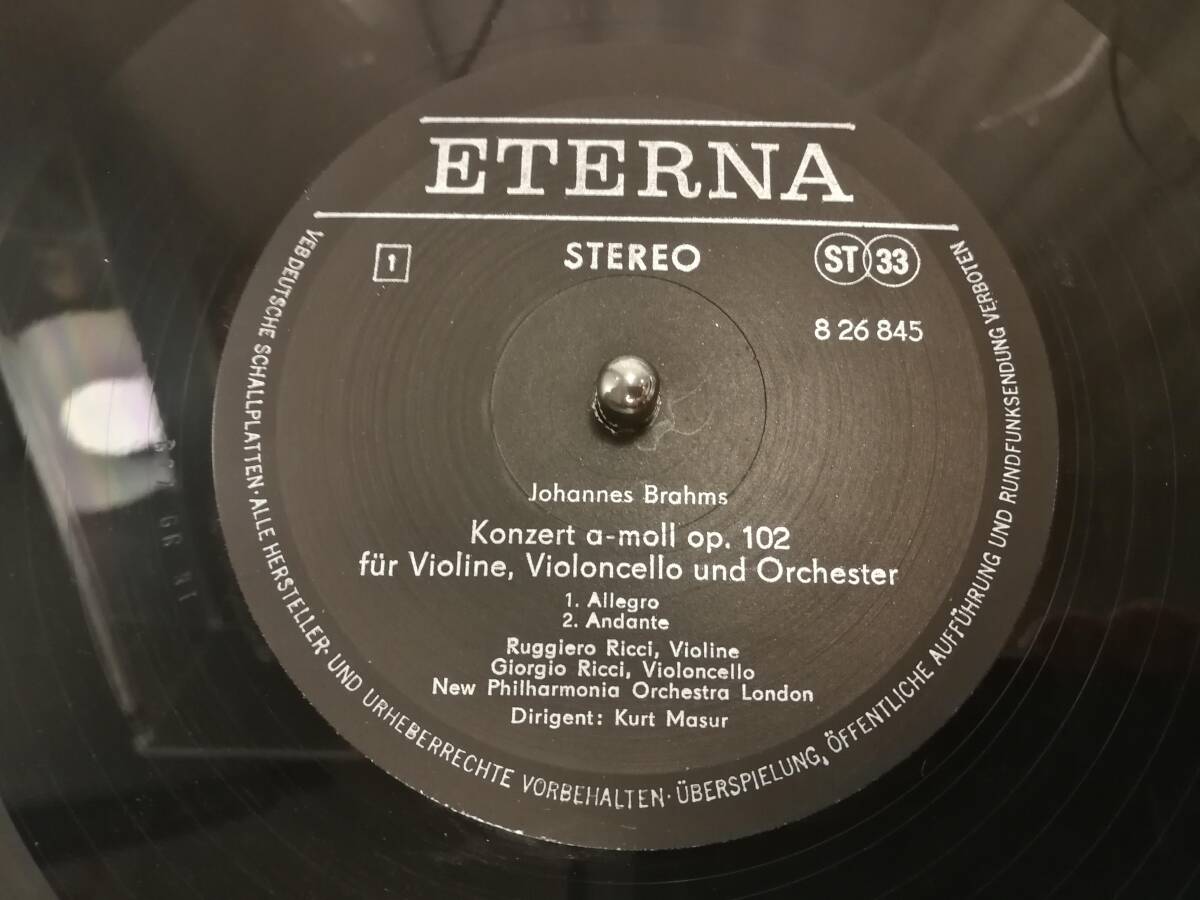 ETERNA
1
STEREO
ST 33
8 26 845
Johannes Brahms
Konzert a-moll op. 102
für Violine, Violoncello und Orchester
1. Allegro
2. Andante
Ruggiero Ricci, Violine
Giorgio Ricci, Violoncello
New Philharmonia Orchestra London
Dirigent: Kurt Masur
VEB DEUTSCHE SCHALLPLATTEN · ALLE HERSTELLER- UND URHEBERRECHTE VORBEHALTEN · ÜBERSPIELUNG, ÖFFENTLICHE AUFFÜHRUNG UND RUNDFUNKSENDUNG VERBOTEN